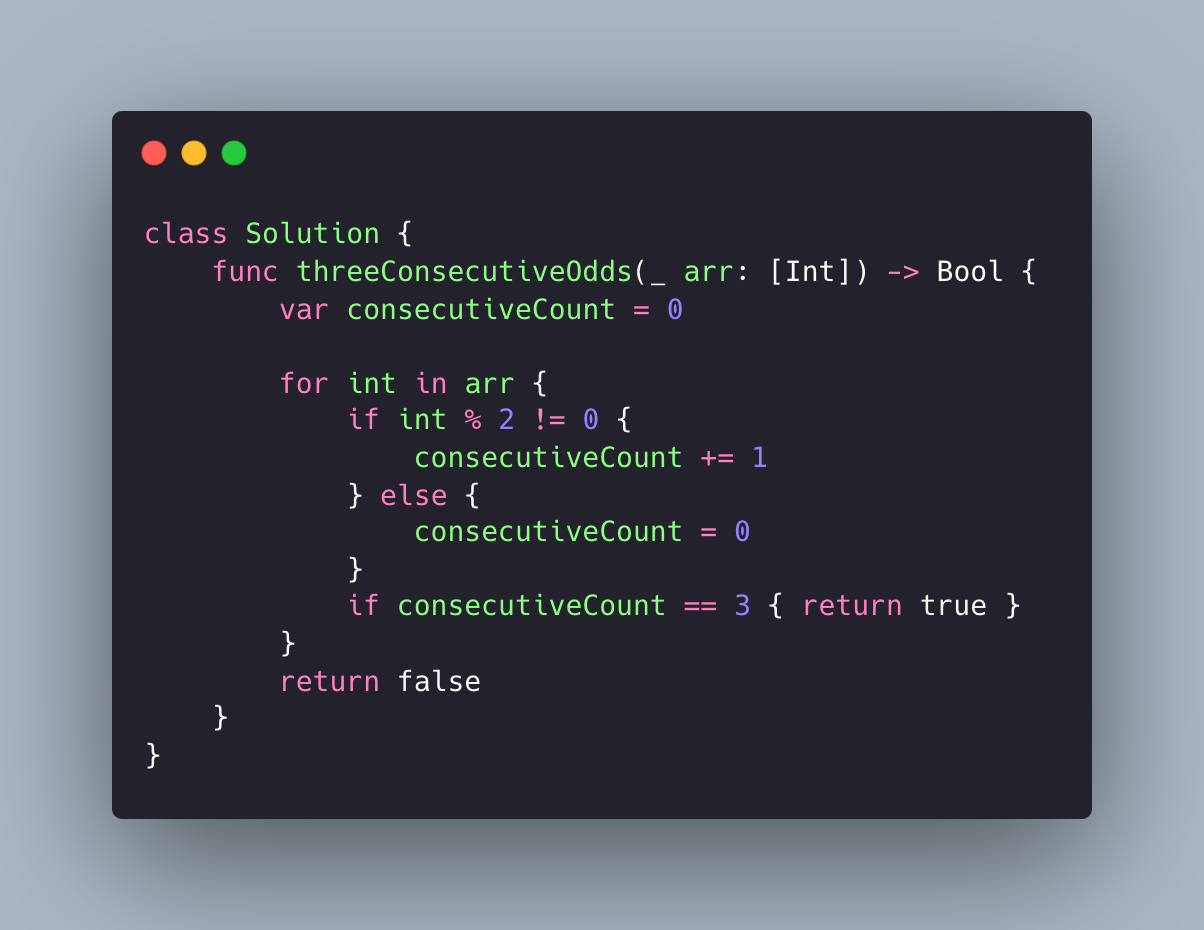 class Solution {
    func threeConsecutiveOdds(_ arr: [Int]) -> Bool {
        var consecutiveCount = 0

        for int in arr {
            if int % 2 != 0 {
                consecutiveCount += 1
            } else {
                consecutiveCount = 0
            }
            if consecutiveCount == 3 { return true }
        }
        return false
    }
}